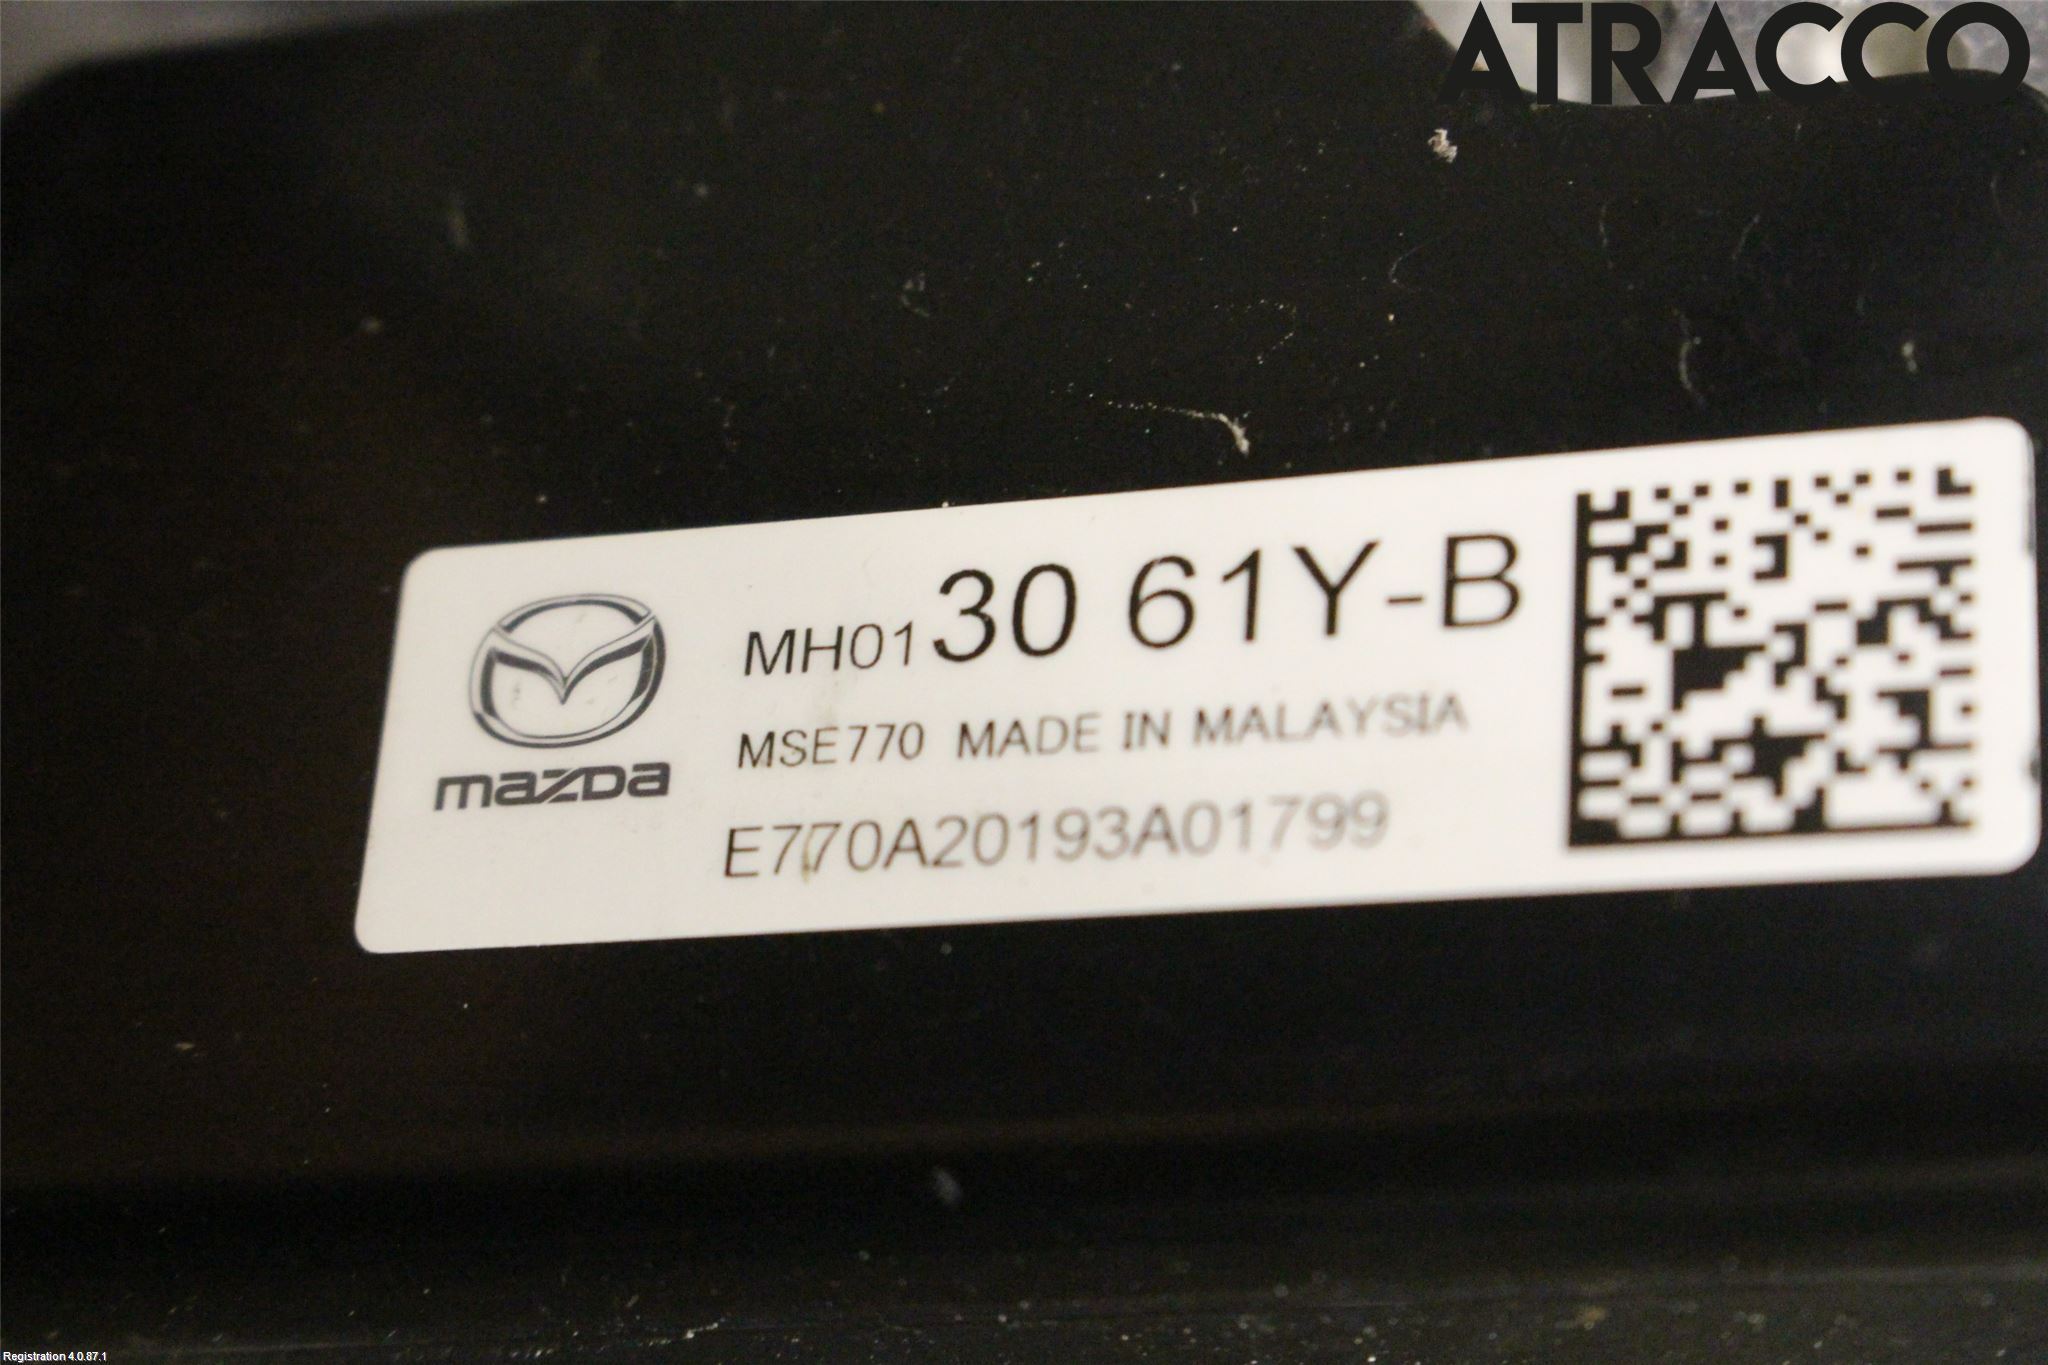 ATRACCO
MH01 30 61Y-B
MSE770 MADE IN MALAYSIA
mazDa
E770A20193A01799
Registration 4.0.87.1